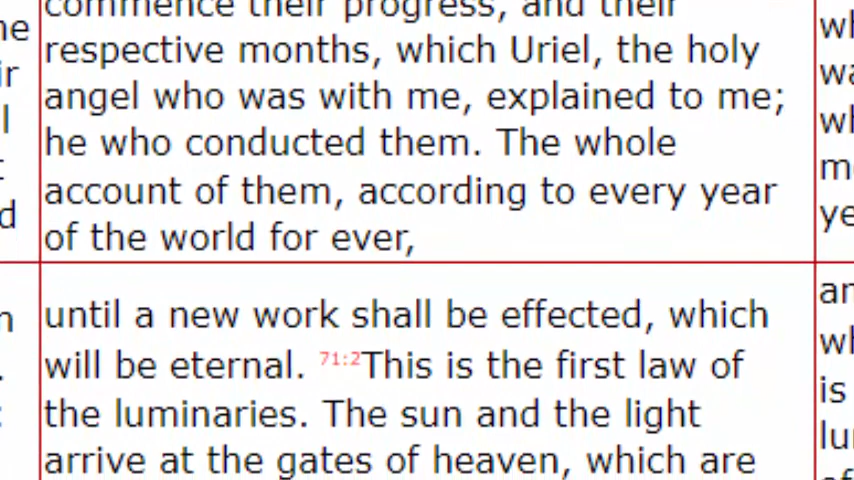 commence their progress, and their
respective months, which Uriel, the holy
angel who was with me, explained to me;
he who conducted them. The whole
account of them, according to every year
of the world for ever,
until a new work shall be effected, which
will be eternal. 71:2This is the first law of
the luminaries. The sun and the light
arrive at the gates of heaven, which are